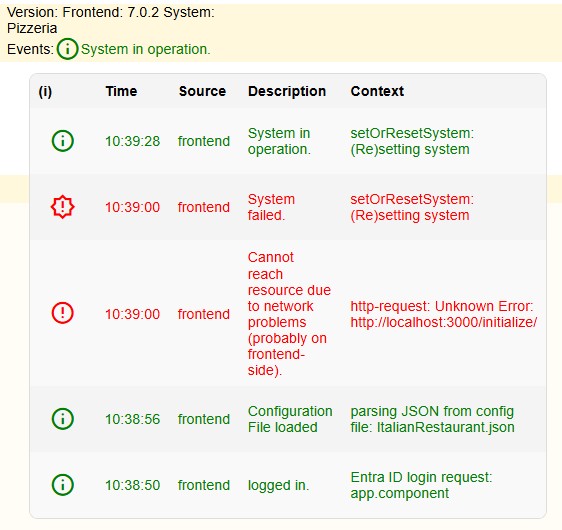 Version: Frontend: 7.0.2 System:
Pizzeria
Events: System in operation.
(i) Time Source Description Context
10:39:28 frontend System in operation. setOrResetSystem: (Re)setting system
10:39:00 frontend System failed. setOrResetSystem: (Re)setting system
10:39:00 frontend Cannot reach resource due to network problems (probably on frontend-side). http-request: Unknown Error: http://localhost:3000/initialize/
10:38:56 frontend Configuration File loaded parsing JSON from config file: ItalianRestaurant.json
10:38:50 frontend logged in. Entra ID login request: app.component